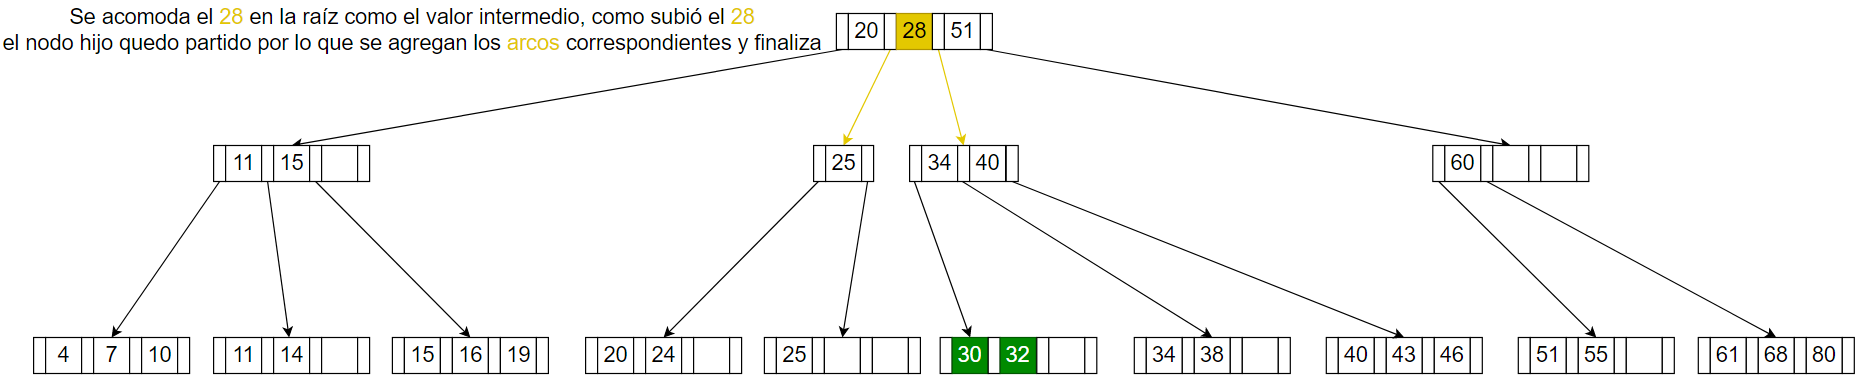 Se acomoda el 28 en la raíz como el valor intermedio, como subió el 28
el nodo hijo quedo partido por lo que se agregan los arcos correspondientes y finaliza
20 28 51
11 15
25
34 40
60
4 7 10
11 14
15 16 19
20 24
25
30 32
34 38
40 43 46
51 55
61 68 80